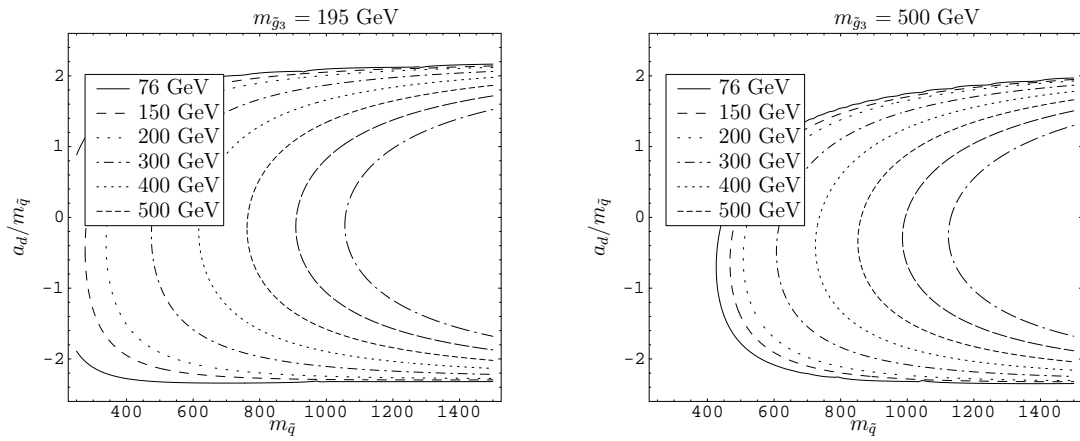 m_{\tilde{g}_3} = 195 GeV
a_d/m_{\tilde{q}}
2
1
0
-1
-2
76 GeV
150 GeV
200 GeV
300 GeV
400 GeV
500 GeV
400 600 800 1000 1200 1400
m_{\tilde{q}}
m_{\tilde{g}_3} = 500 GeV
a_d/m_{\tilde{q}}
2
1
0
-1
-2
76 GeV
150 GeV
200 GeV
300 GeV
400 GeV
500 GeV
400 600 800 1000 1200 1400
m_{\tilde{q}}